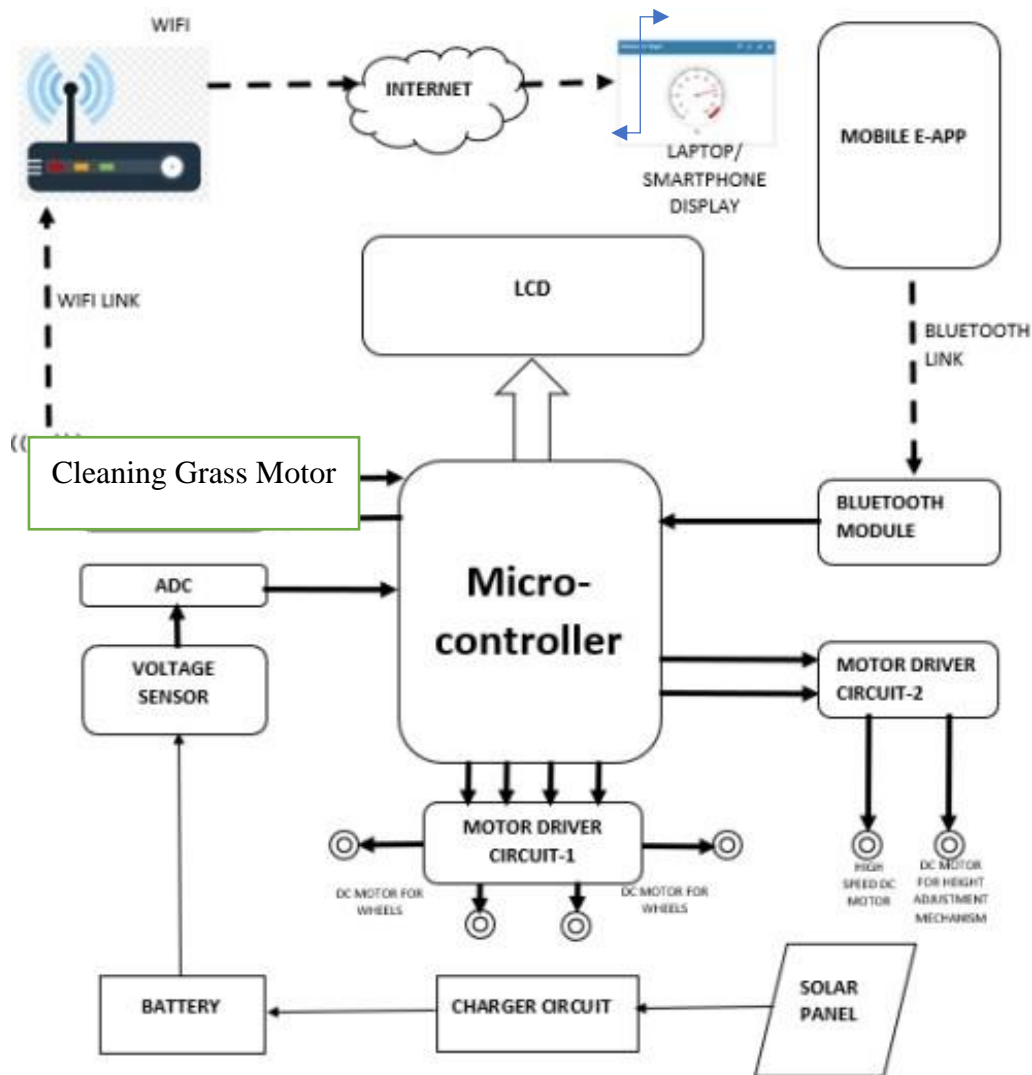 WIFI
INTERNET
LAPTOP/
SMARTPHONE
DISPLAY
MOBILE E-APP
WIFI LINK
LCD
BLUETOOTH
LINK
Cleaning Grass Motor
BLUETOOTH
MODULE
ADC
Micro-
controller
VOLTAGE
SENSOR
MOTOR DRIVER
CIRCUIT-2
MOTOR DRIVER
CIRCUIT-1
HIGH
SPEED DC
MOTOR
DC MOTOR
FOR HEIGHT
ADJUSTMENT
MECHANISM
DC MOTOR FOR
WHEELS
DC MOTOR FOR
WHEELS
BATTERY
CHARGER CIRCUIT
SOLAR
PANEL